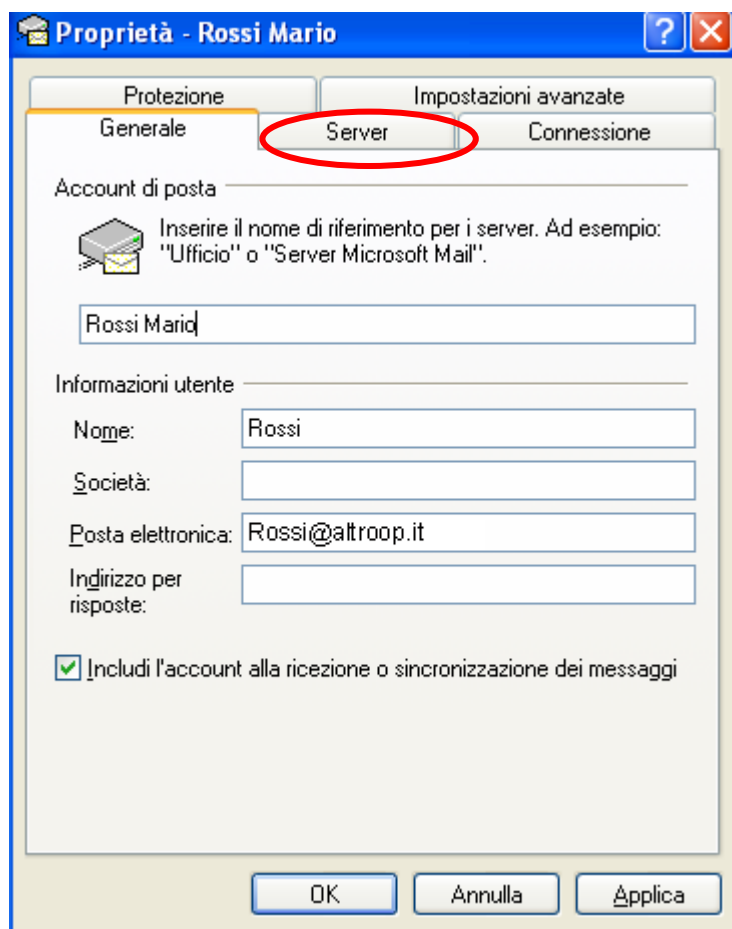 Proprietà - Rossi Mario
Protezione
Impostazioni avanzate
Generale
Server
Connessione
Account di posta
Inserire il nome di riferimento per i server. Ad esempio:
"Ufficio" o "Server Microsoft Mail".
Rossi Mario
Informazioni utente
Nome:
Rossi
Società:
Posta elettronica:
Rossi@altroop.it
Indirizzo per
risposte:
Includi l'account alla ricezione o sincronizzazione dei messaggi
OK
Annulla
Applica